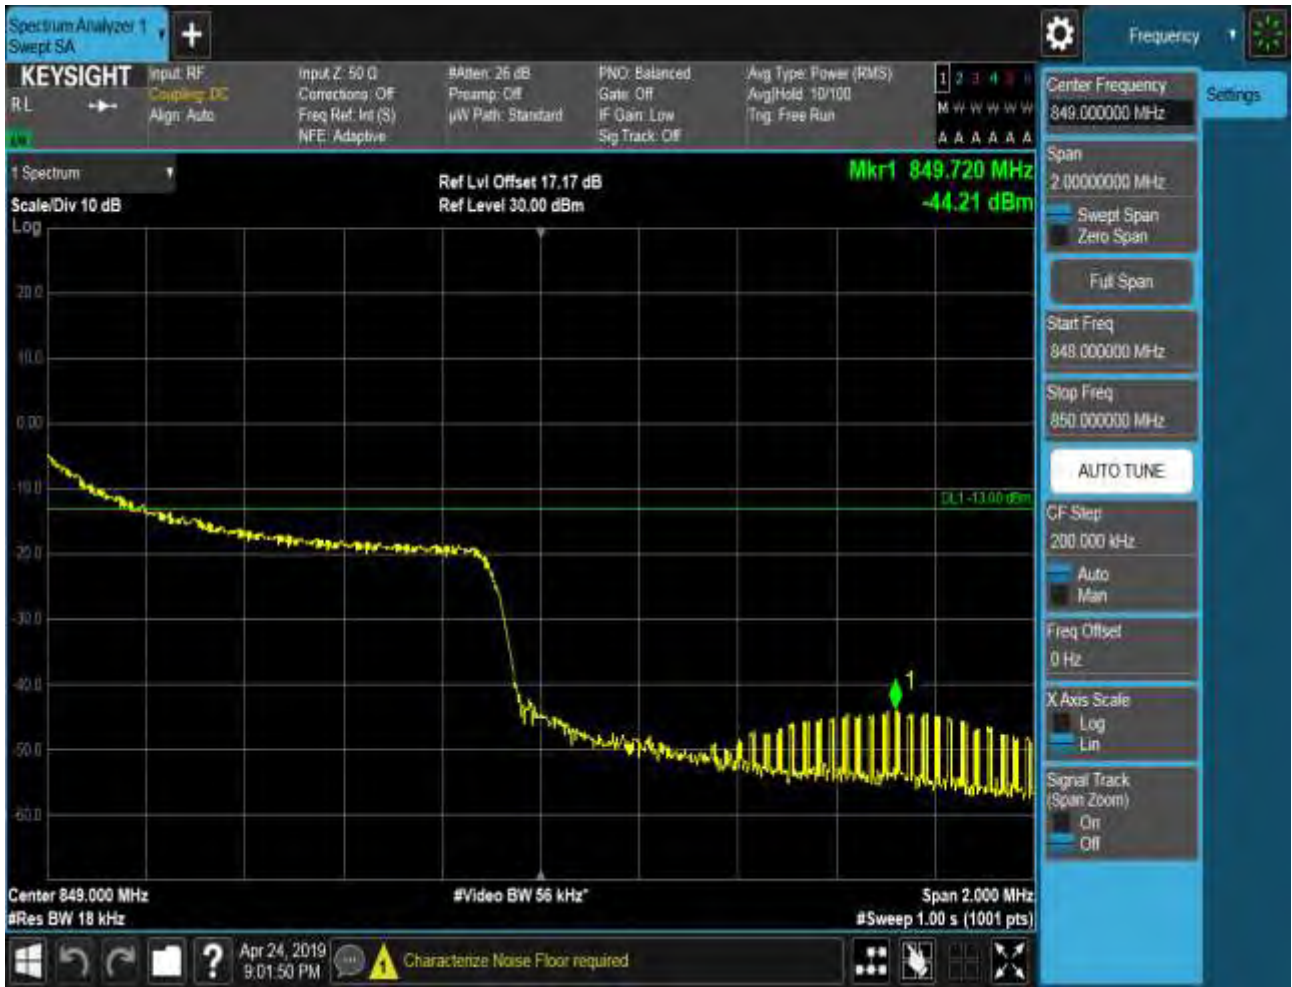 Spectrum Analyzer 1
Swept SA
+
Frequency
KEYSIGHT
RL
Input: RF
Coupling: DC
Align: Auto
Input Z: 50 Ω
Corrections: Off
Freq Ref: Int (S)
NFE: Adaptive
#Atten: 26 dB
Preamp: Off
µW Path: Standard
PNO: Balanced
Gate: Off
IF Gain: Low
Sig Track: Off
Avg Type: Power (RMS)
Avg|Hold: 10/100
Trig: Free Run
1 2 3 4 5 6
M W W W W W
A A A A A A
Settings
Center Frequency
849.000000 MHz
Span
2.00000000 MHz
Swept Span
Zero Span
Full Span
Start Freq
848.000000 MHz
Stop Freq
850.000000 MHz
AUTO TUNE
CF Step
200.000 kHz
Auto
Man
Freq Offset
0 Hz
X Axis Scale
Log
Lin
Signal Track
(Span Zoom)
On
Off
1 Spectrum
Scale/Div 10 dB
Log
Ref Lvl Offset 17.17 dB
Ref Level 30.00 dBm
Mkr1 849.720 MHz
-44.21 dBm
20.0
10.0
0.00
-10.0
-20.0
-30.0
-40.0
-50.0
-60.0
DL1 -13.00 dBm
1
Center 849.000 MHz
#Res BW 18 kHz
#Video BW 56 kHz*
Span 2.000 MHz
#Sweep 1.00 s (1001 pts)
?
Apr 24, 2019
9:01:50 PM
1
Characterize Noise Floor required